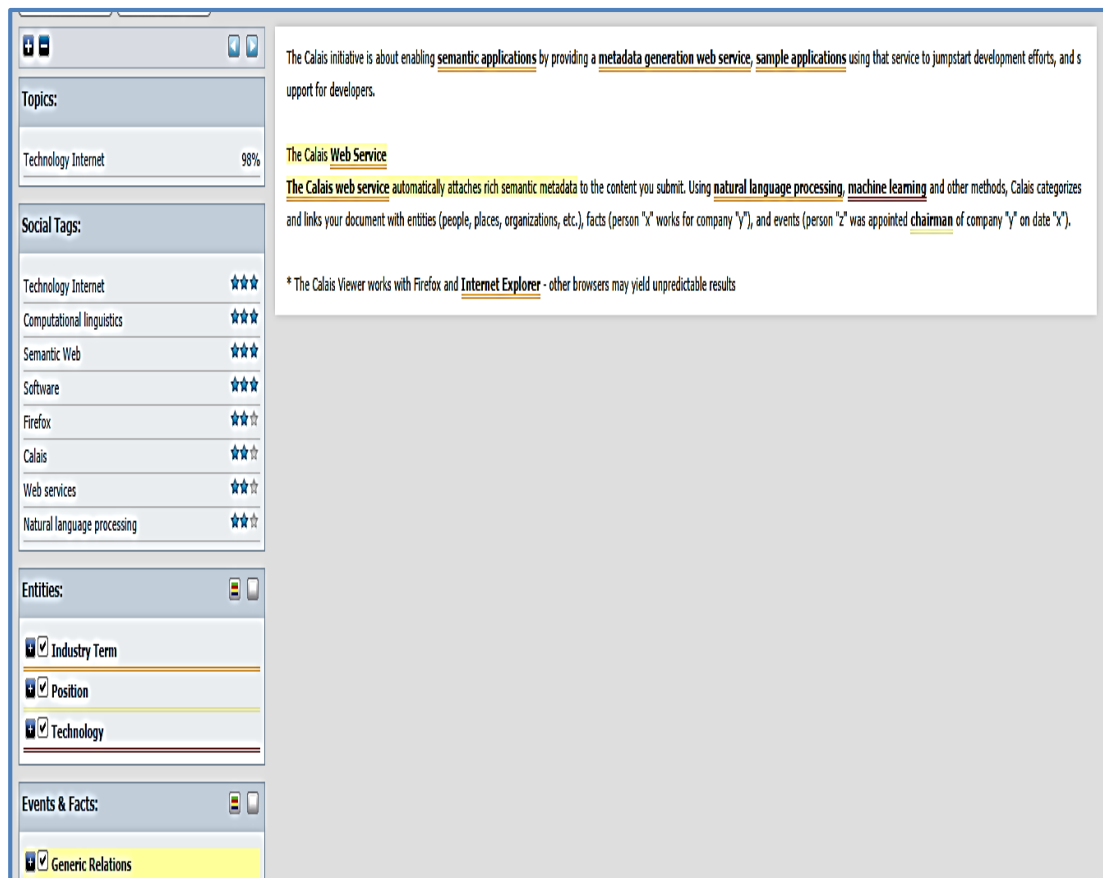 Topics:
Technology Internet 98%
Social Tags:
Technology Internet
Computational linguistics
Semantic Web
Software
Firefox
Calais
Web services
Natural language processing
Entities:
Industry Term
Position
Technology
Events & Facts:
Generic Relations
The Calais initiative is about enabling semantic applications by providing a metadata generation web service, sample applications using that service to jumpstart development efforts, and s
upport for developers.
The Calais Web Service
The Calais web service automatically attaches rich semantic metadata to the content you submit. Using natural language processing, machine learning and other methods, Calais categorizes
and links your document with entities (people, places, organizations, etc.), facts (person "x" works for company "y"), and events (person "z" was appointed chairman of company "y" on date "x").
* The Calais Viewer works with Firefox and Internet Explorer - other browsers may yield unpredictable results